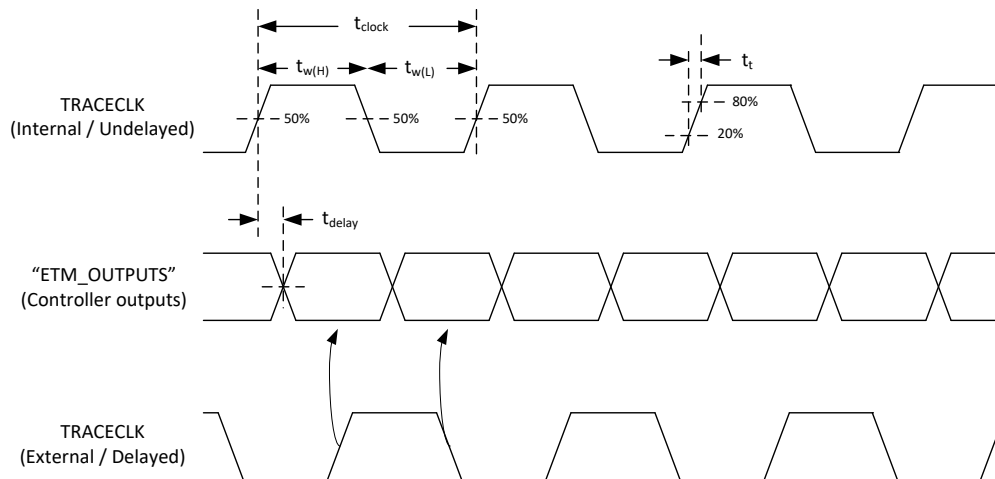 t_clock
t_w(H) t_w(L) t_t
TRACECLK
(Internal / Undelayed)
50% 50% 50% 80%
20%
t_delay
“ETM_OUTPUTS”
(Controller outputs)
TRACECLK
(External / Delayed)